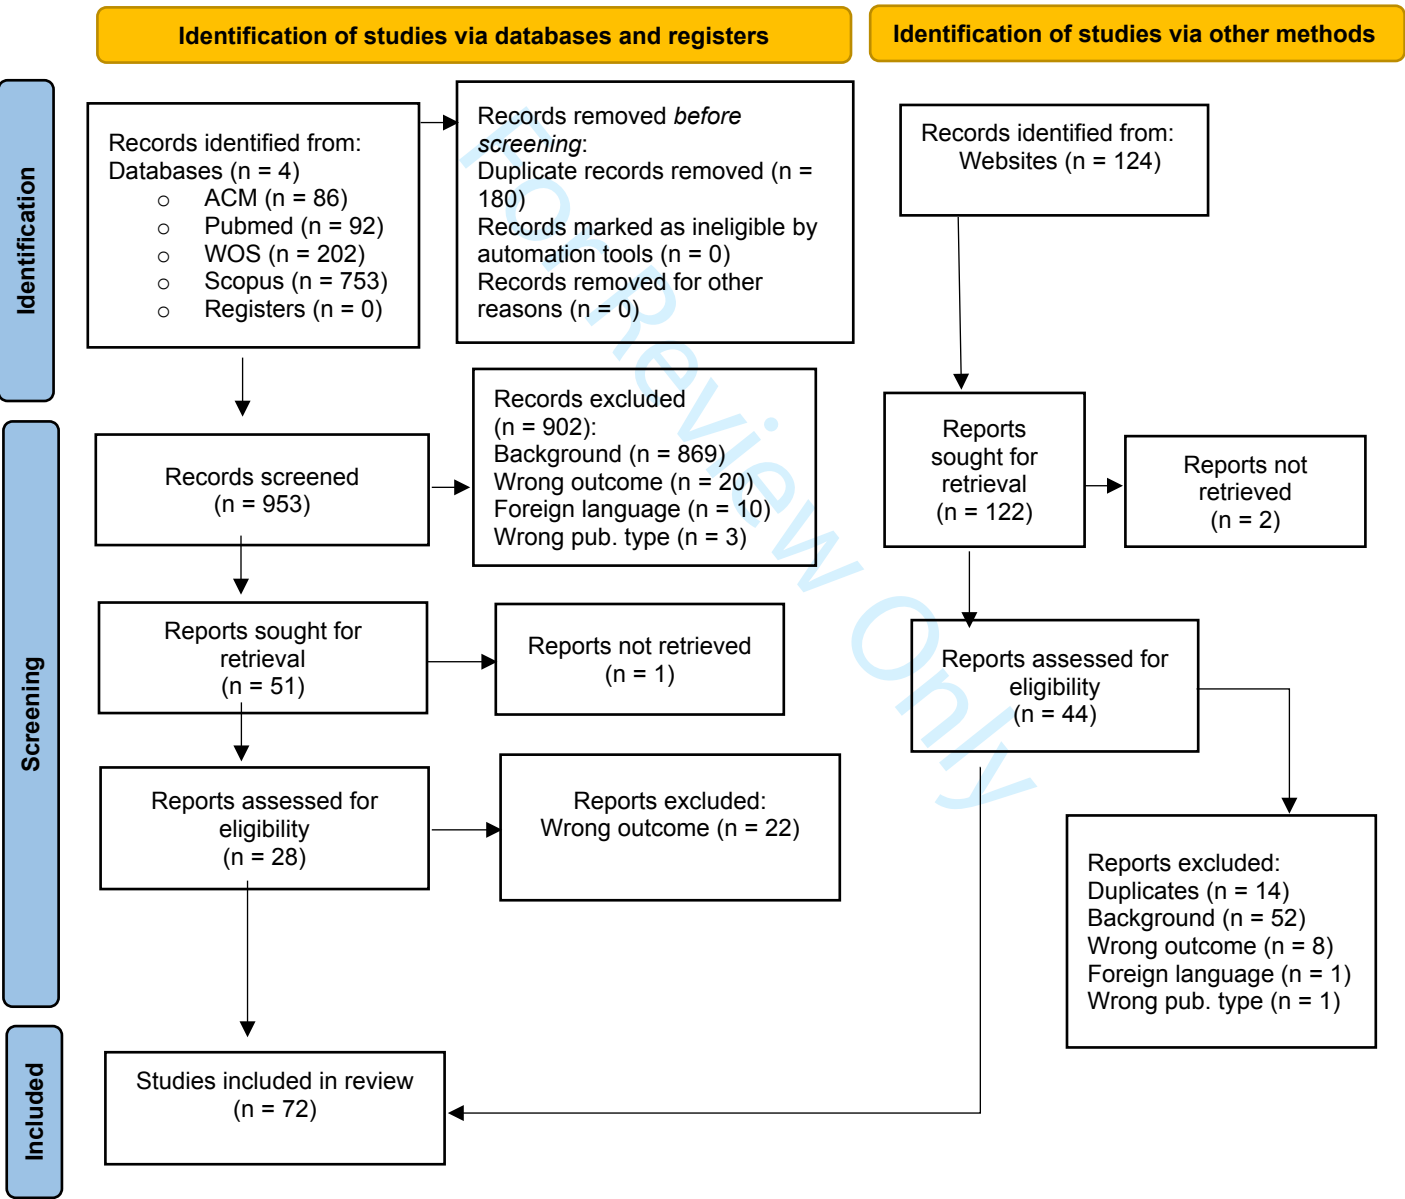 Identification of studies via databases and registers
Identification of studies via other methods
Identification
Records identified from:
Databases (n = 4)
o ACM (n = 86)
o Pubmed (n = 92)
o WOS (n = 202)
o Scopus (n = 753)
o Registers (n = 0)
Records removed before
screening:
Duplicate records removed (n =
180)
Records marked as ineligible by
automation tools (n = 0)
Records removed for other
reasons (n = 0)
Records identified from:
Websites (n = 124)
Screening
Records screened
(n = 953)
Records excluded
(n = 902):
Background (n = 869)
Wrong outcome (n = 20)
Foreign language (n = 10)
Wrong pub. type (n = 3)
Reports
sought for
retrieval
(n = 122)
Reports not
retrieved
(n = 2)
Reports sought for
retrieval
(n = 51)
Reports not retrieved
(n = 1)
Reports assessed for
eligibility
(n = 44)
Reports assessed for
eligibility
(n = 28)
Reports excluded:
Wrong outcome (n = 22)
Reports excluded:
Duplicates (n = 14)
Background (n = 52)
Wrong outcome (n = 8)
Foreign language (n = 1)
Wrong pub. type (n = 1)
Included
Studies included in review
(n = 72)
For Review Only